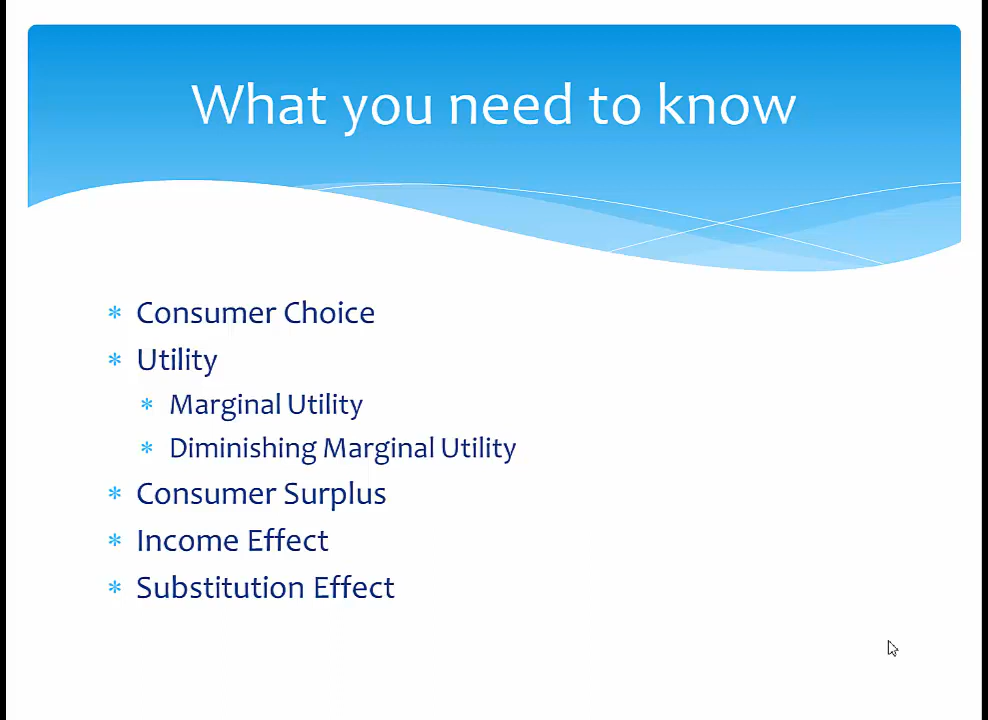 What you need to know
* Consumer Choice
* Utility
* Marginal Utility
* Diminishing Marginal Utility
* Consumer Surplus
* Income Effect
* Substitution Effect